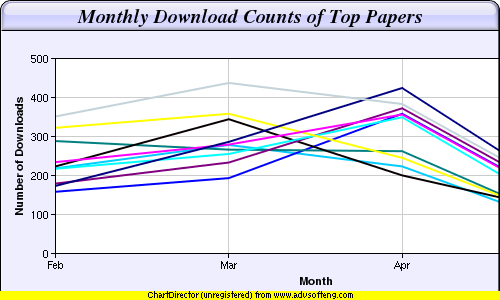 Monthly Download Counts of Top Papers
500
400
300
200
100
0
Number of Downloads
Feb
Mar
Apr
Month
ChartDirector (unregistered) from www.advsofteng.com